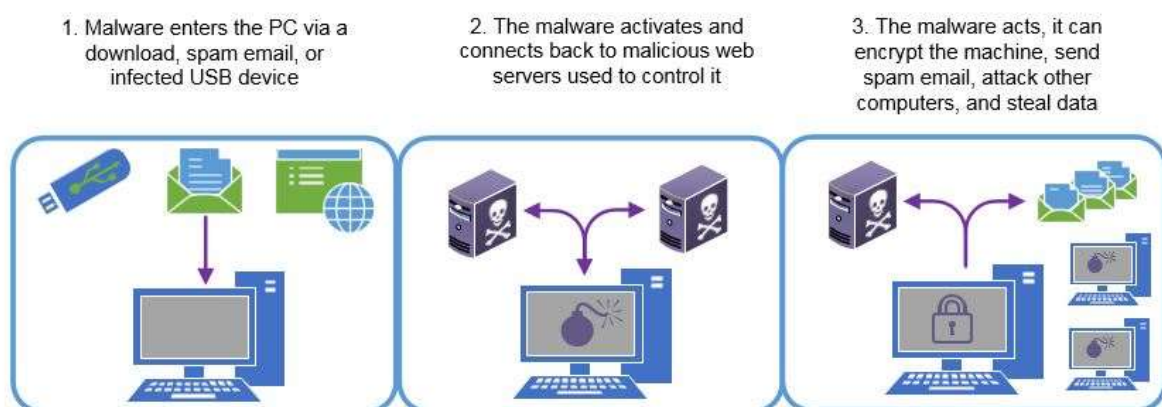 1. Malware enters the PC via a
download, spam email, or
infected USB device
2. The malware activates and
connects back to malicious web
servers used to control it
3. The malware acts, it can
encrypt the machine, send
spam email, attack other
computers, and steal data